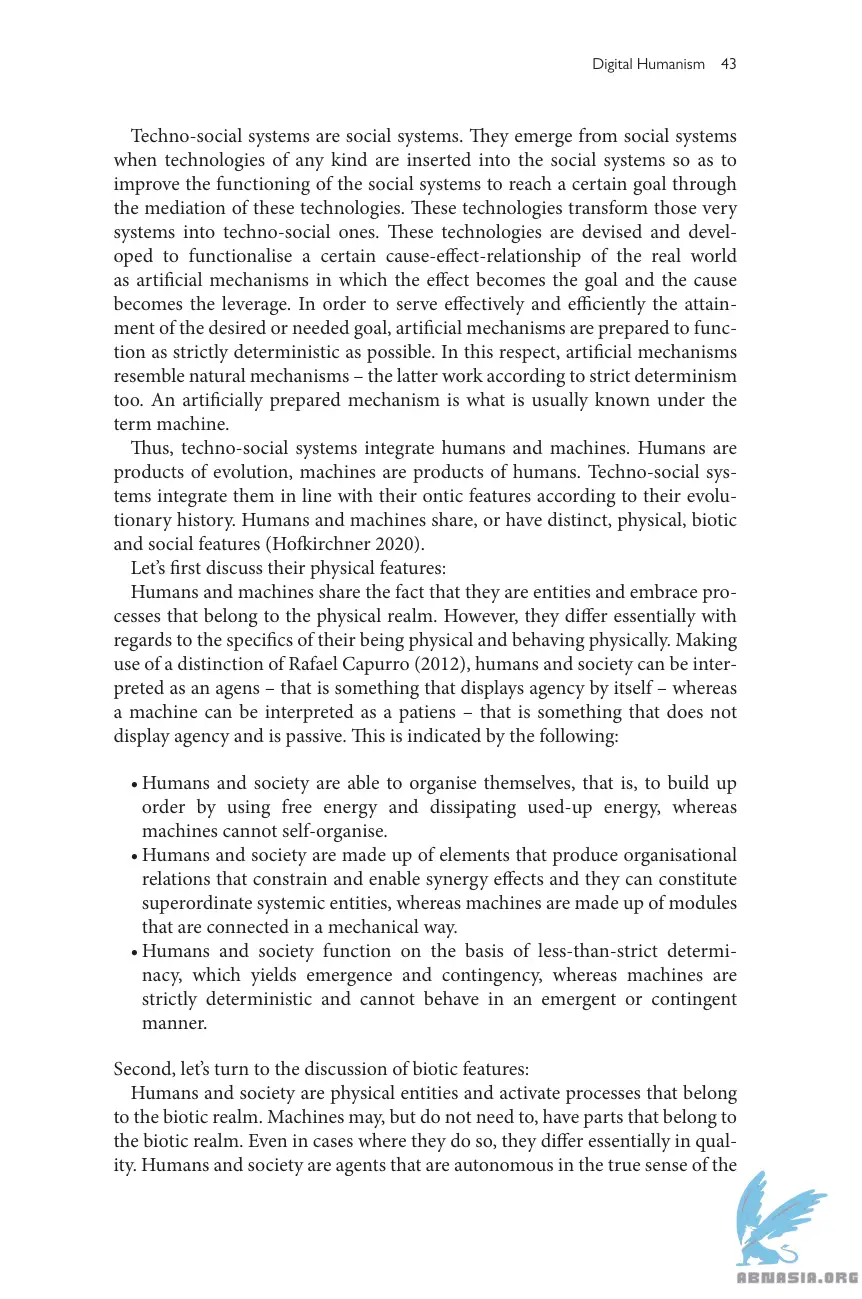 Digital Humanism 43
Techno-social systems are social systems. They emerge from social systems
when technologies of any kind are inserted into the social systems so as to
improve the functioning of the social systems to reach a certain goal through
the mediation of these technologies. These technologies transform those very
systems into techno-social ones. These technologies are devised and devel-
oped to functionalise a certain cause-effect-relationship of the real world
as artificial mechanisms in which the effect becomes the goal and the cause
becomes the leverage. In order to serve effectively and efficiently the attain-
ment of the desired or needed goal, artificial mechanisms are prepared to func-
tion as strictly deterministic as possible. In this respect, artificial mechanisms
resemble natural mechanisms – the latter work according to strict determinism
too. An artificially prepared mechanism is what is usually known under the
term machine.
Thus, techno-social systems integrate humans and machines. Humans are
products of evolution, machines are products of humans. Techno-social sys-
tems integrate them in line with their ontic features according to their evolu-
tionary history. Humans and machines share, or have distinct, physical, biotic
and social features (Hofkirchner 2020).
Let's first discuss their physical features:
Humans and machines share the fact that they are entities and embrace pro-
cesses that belong to the physical realm. However, they differ essentially with
regards to the specifics of their being physical and behaving physically. Making
use of a distinction of Rafael Capurro (2012), humans and society can be inter-
preted as an agens – that is something that displays agency by itself – whereas
a machine can be interpreted as a patiens – that is something that does not
display agency and is passive. This is indicated by the following:
• Humans and society are able to organise themselves, that is, to build up
order by using free energy and dissipating used-up energy, whereas
machines cannot self-organise.
• Humans and society are made up of elements that produce organisational
relations that constrain and enable synergy effects and they can constitute
superordinate systemic entities, whereas machines are made up of modules
that are connected in a mechanical way.
• Humans and society function on the basis of less-than-strict determi-
nacy, which yields emergence and contingency, whereas machines are
strictly deterministic and cannot behave in an emergent or contingent
manner.
Second, let's turn to the discussion of biotic features:
Humans and society are physical entities and activate processes that belong
to the biotic realm. Machines may, but do not need to, have parts that belong to
the biotic realm. Even in cases where they do so, they differ essentially in qual-
ity. Humans and society are agents that are autonomous in the true sense of the
ABNASIA.ORG